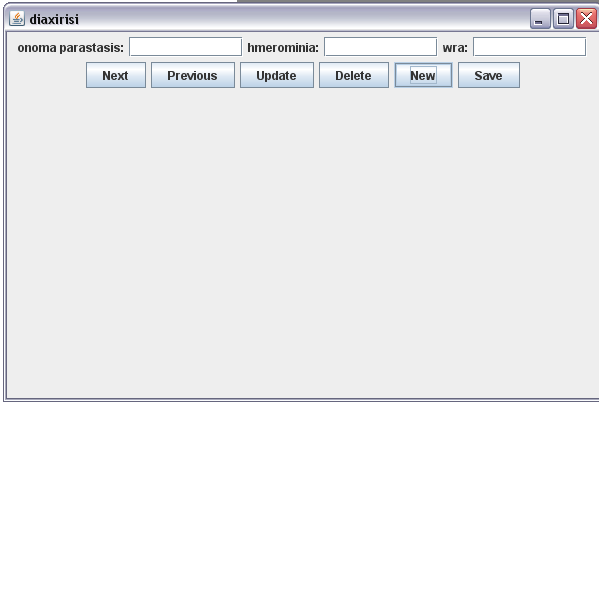 diaxirisi
onoma parastasis: hmerominia: wra:
Next Previous Update Delete New Save